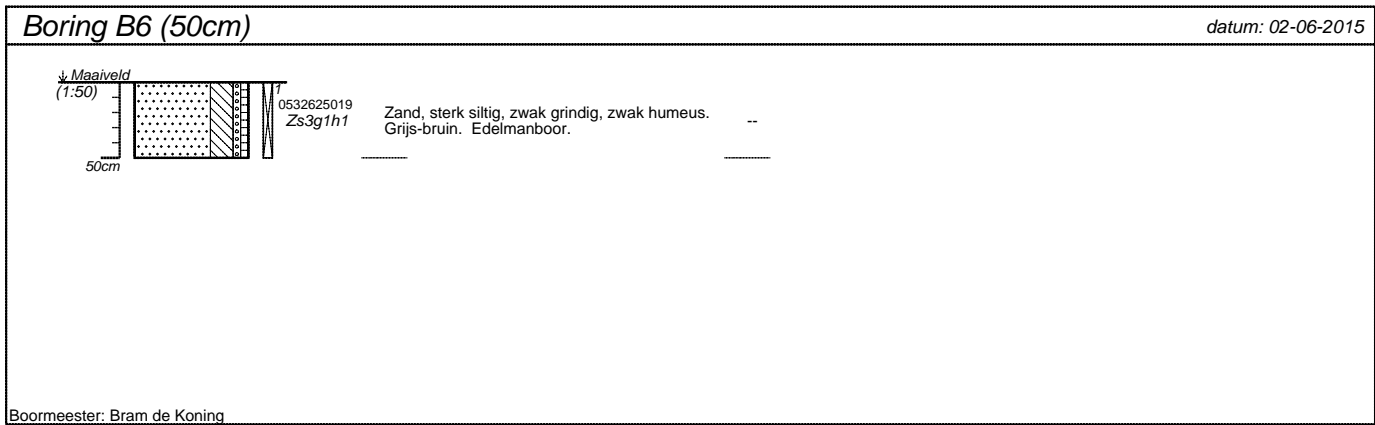 Boring B6 (50cm)
datum: 02-06-2015
Maaiveld
(1:50)
1
0532625019
Zs3g1h1
Zand, sterk siltig, zwak grindig, zwak humeus.
Grijs-bruin. Edelmanboor.
--
50cm
Boormeester: Bram de Koning